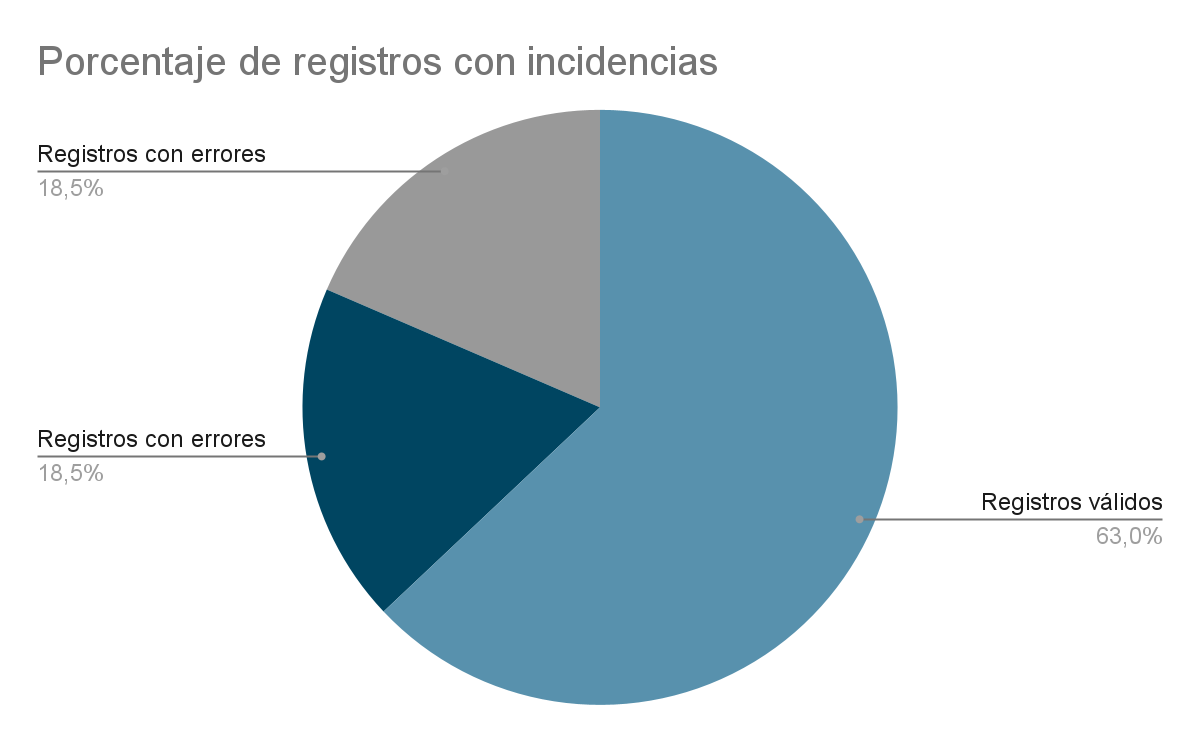 Porcentaje de registros con incidencias
Registros con errores
18,5%
Registros con errores
18,5%
Registros válidos
63,0%